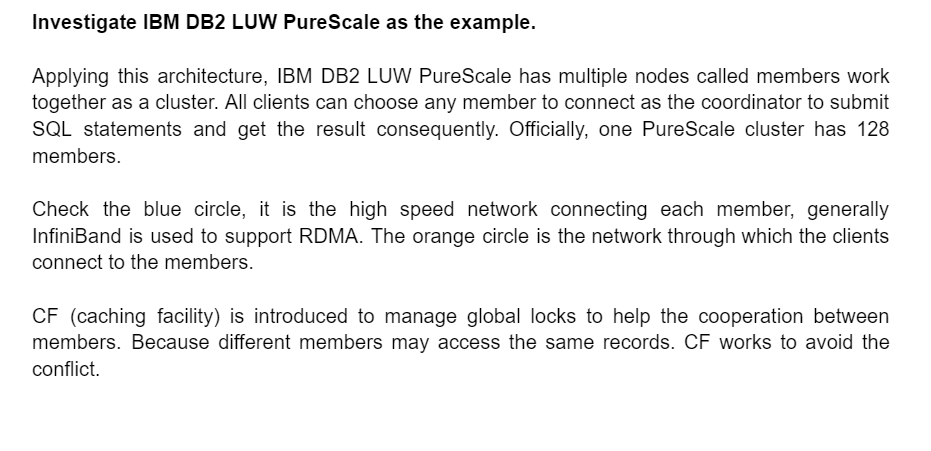 Investigate IBM DB2 LUW PureScale as the example.
Applying this architecture, IBM DB2 LUW PureScale has multiple nodes called members work
together as a cluster. All clients can choose any member to connect as the coordinator to submit
SQL statements and get the result consequently. Officially, one PureScale cluster has 128
members.
Check the blue circle, it is the high speed network connecting each member, generally
InfiniBand is used to support RDMA. The orange circle is the network through which the clients
connect to the members.
CF (caching facility) is introduced to manage global locks to help the cooperation between
members. Because different members may access the same records. CF works to avoid the
conflict.